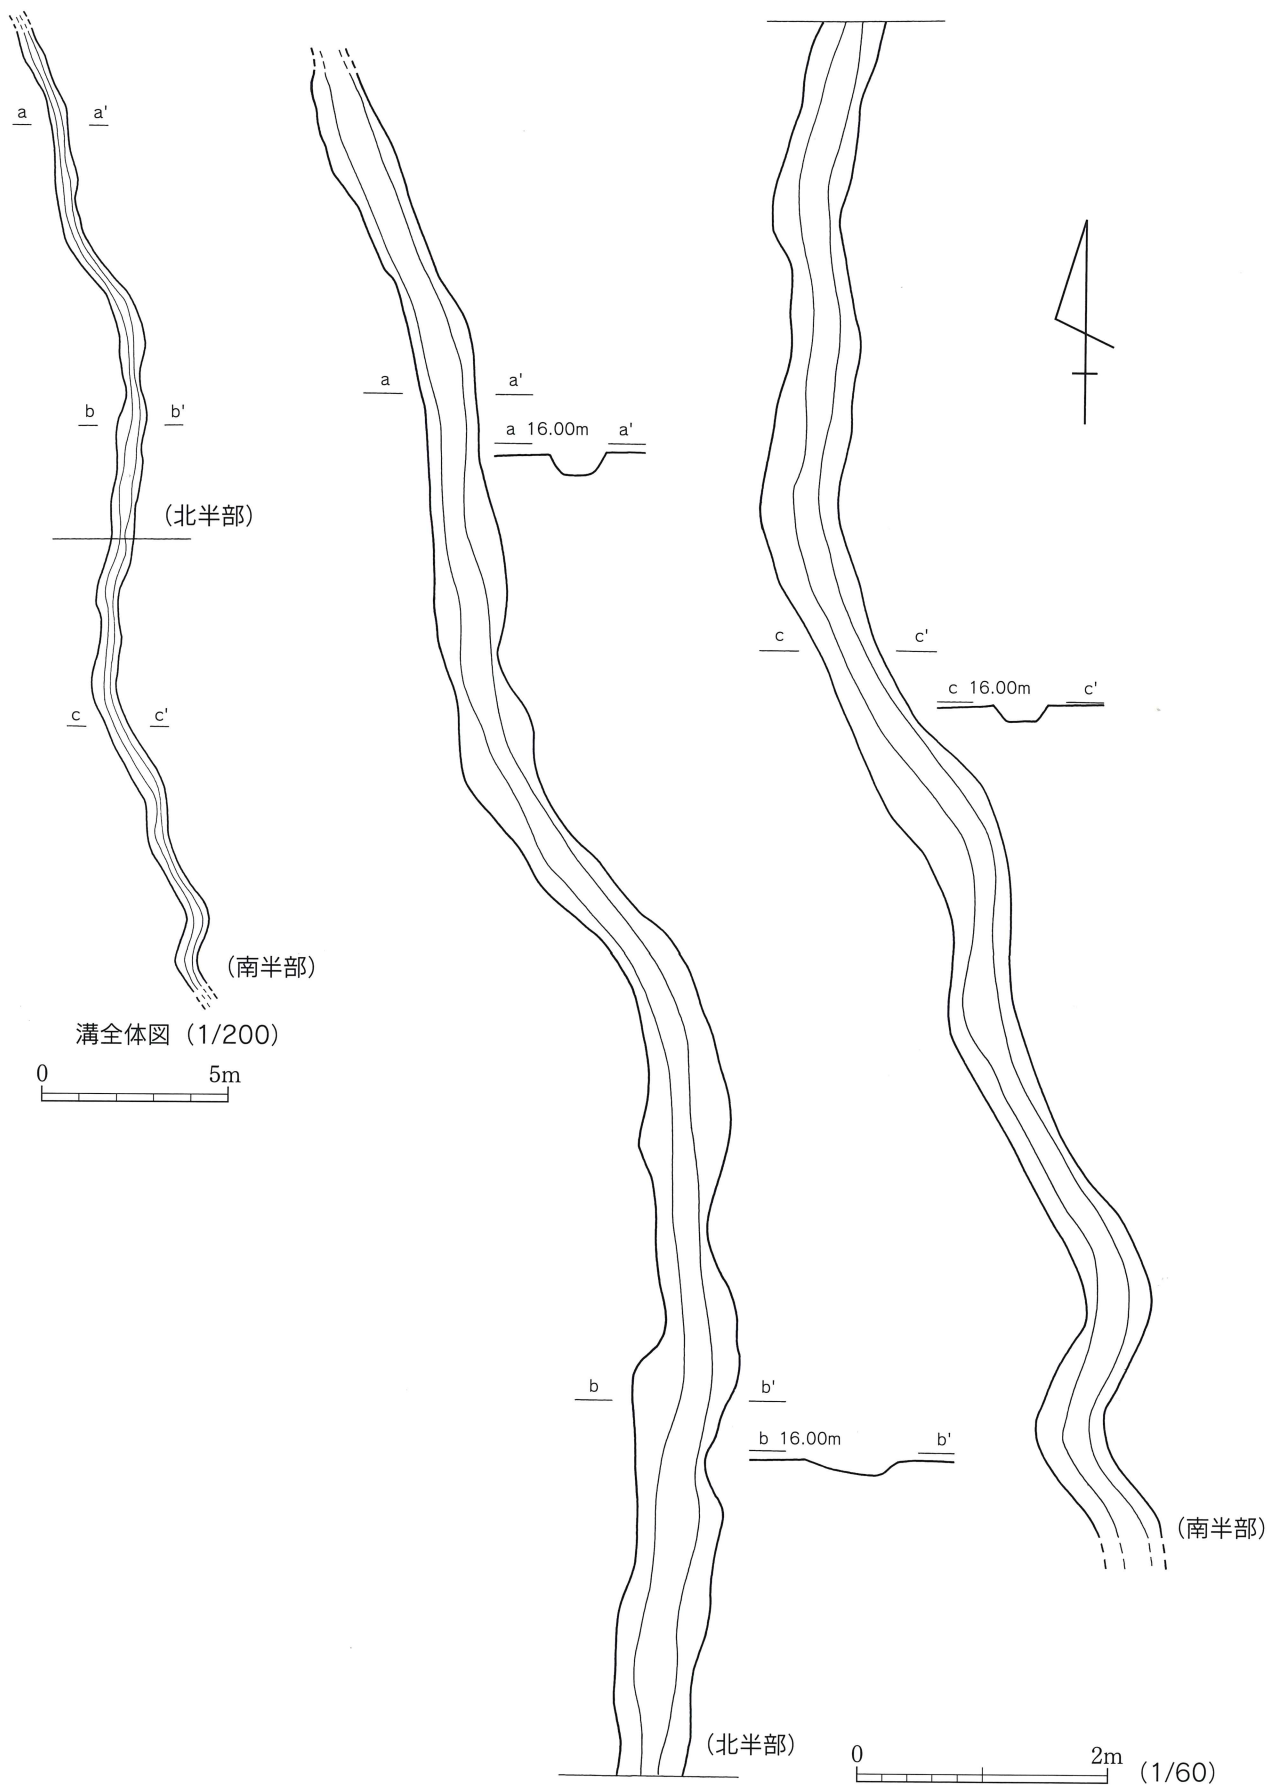 a a'
b b'
(北半部)
c c'
(南半部)
溝全体図 (1/200)
0 5m
a a'
a 16.00m a'
b b'
b 16.00m b'
(北半部)
c c'
c 16.00m c'
(南半部)
0 2m (1/60)